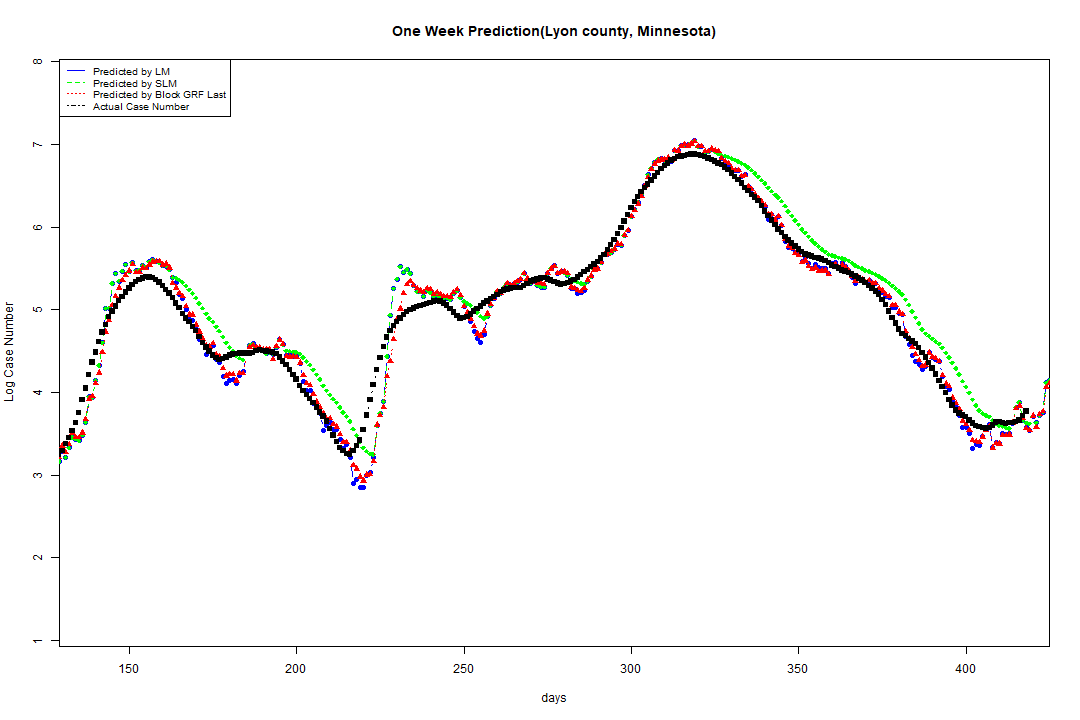 One Week Prediction(Lyon county, Minnesota)
Predicted by LM
Predicted by SLM
Predicted by Block GRF Last
Actual Case Number
8
7
6
5
4
3
2
1
Log Case Number
150 200 250 300 350 400
days